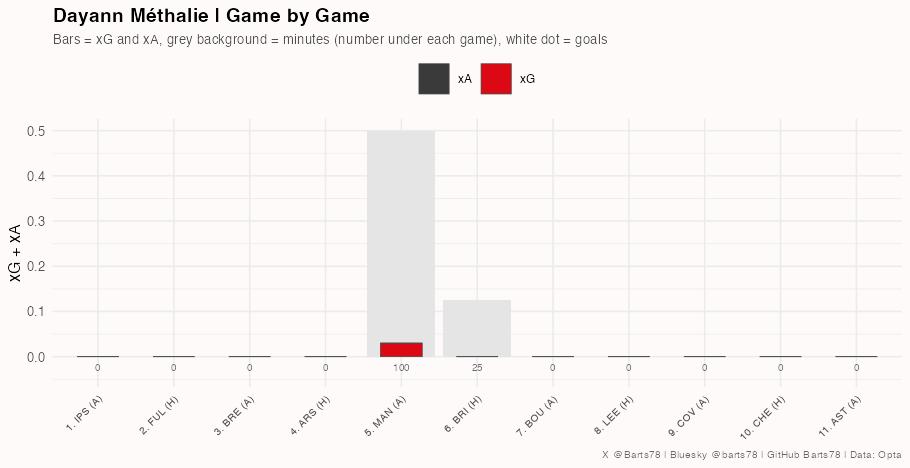 Dayann Méthalie | Game by Game
Bars = xG and xA, grey background = minutes (number under each game), white dot = goals
xA xG
xG + xA
0.5
0.4
0.3
0.2
0.1
0.0
0 0 0 0 100 25 0 0 0 0 0
1. IPS (A) 2. FUL (H) 3. BRE (A) 4. ARS (H) 5. MAN (A) 6. BRI (H) 7. BOU (A) 8. LEE (H) 9. COV (A) 10. CHE (H) 11. AST (A)
X @Barts78 | Bluesky @barts78 | GitHub Barts78 | Data: Opta